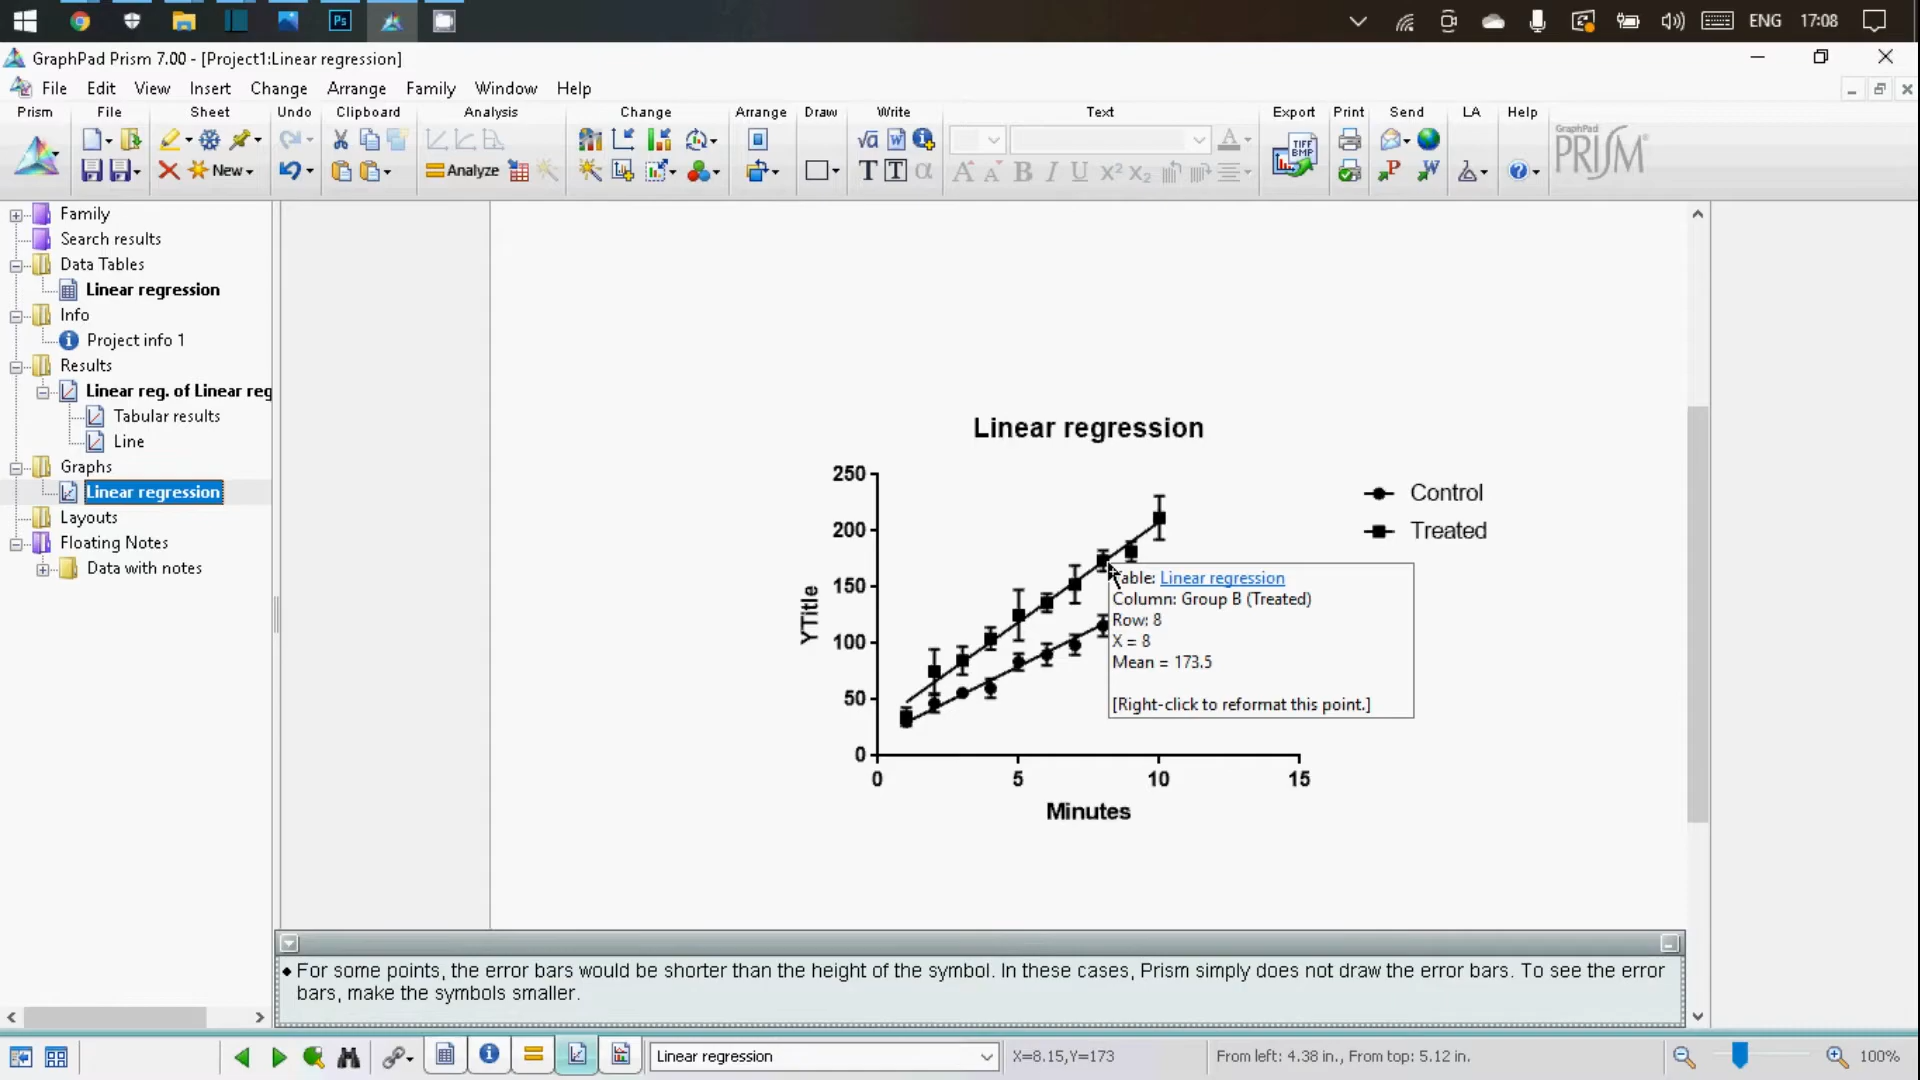 Ps
ENG
17:08
GraphPad Prism 7.00 - [Project1:Linear regression]
File Edit View Insert Change Arrange Family Window Help
Prism File Sheet Undo Clipboard Analysis Change Arrange Draw Write Text Export Print Send LA Help
New
Analyze
TIFF
BMP
GraphPad
PRISM
Family
Search results
Data Tables
Linear regression
Info
Project info 1
Results
Linear reg. of Linear reg
Tabular results
Line
Graphs
Linear regression
Layouts
Floating Notes
Data with notes
Linear regression
250
200
150
100
50
0
YTitle
0 5 10 15
Minutes
Control
Treated
Table: Linear regression
Column: Group B (Treated)
Row: 8
X = 8
Mean = 173.5
[Right-click to reformat this point.]
For some points, the error bars would be shorter than the height of the symbol. In these cases, Prism simply does not draw the error bars. To see the error
bars, make the symbols smaller.
Linear regression
X=8.15,Y=173
From left: 4.38 in., From top: 5.12 in.
100%